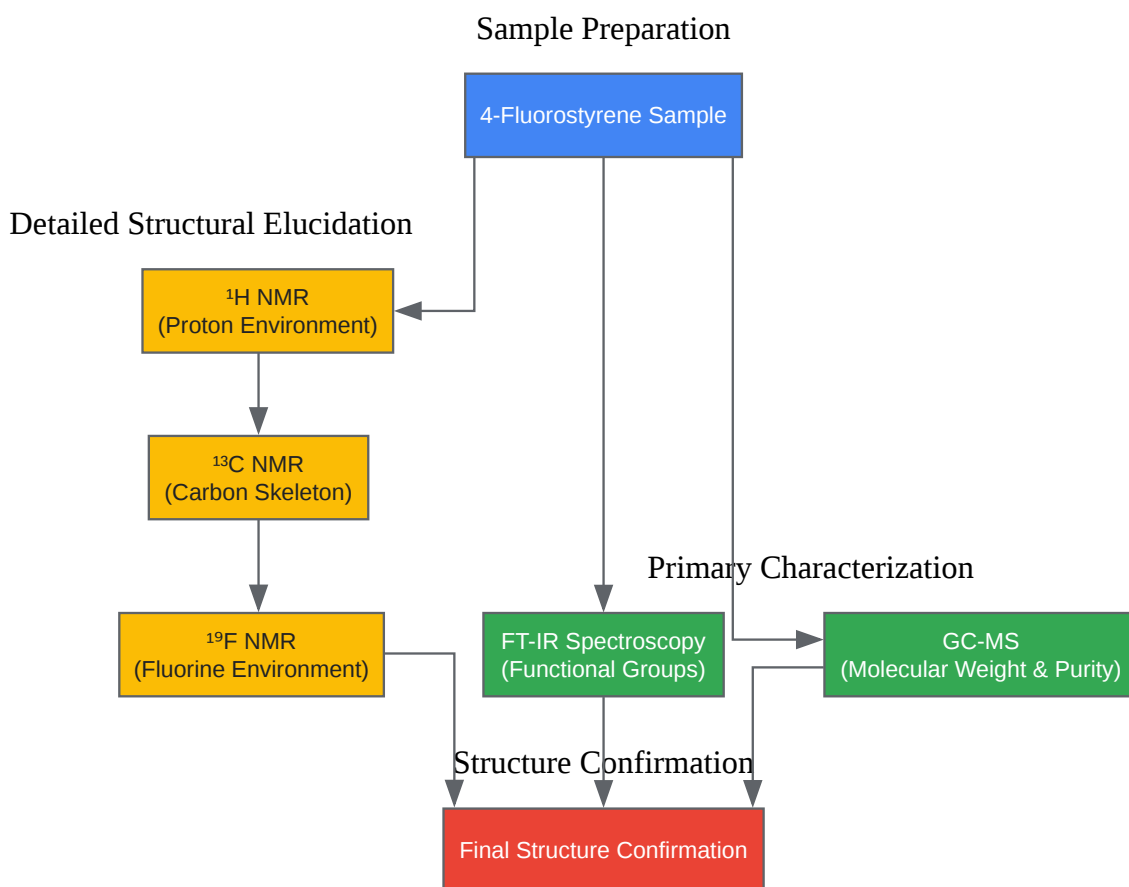 Sample Preparation
4-Fluorostyrene Sample
Detailed Structural Elucidation
¹H NMR
(Proton Environment)
¹³C NMR
(Carbon Skeleton)
Primary Characterization
¹⁹F NMR
(Fluorine Environment)
FT-IR Spectroscopy
(Functional Groups)
GC-MS
(Molecular Weight & Purity)
Structure Confirmation
Final Structure Confirmation